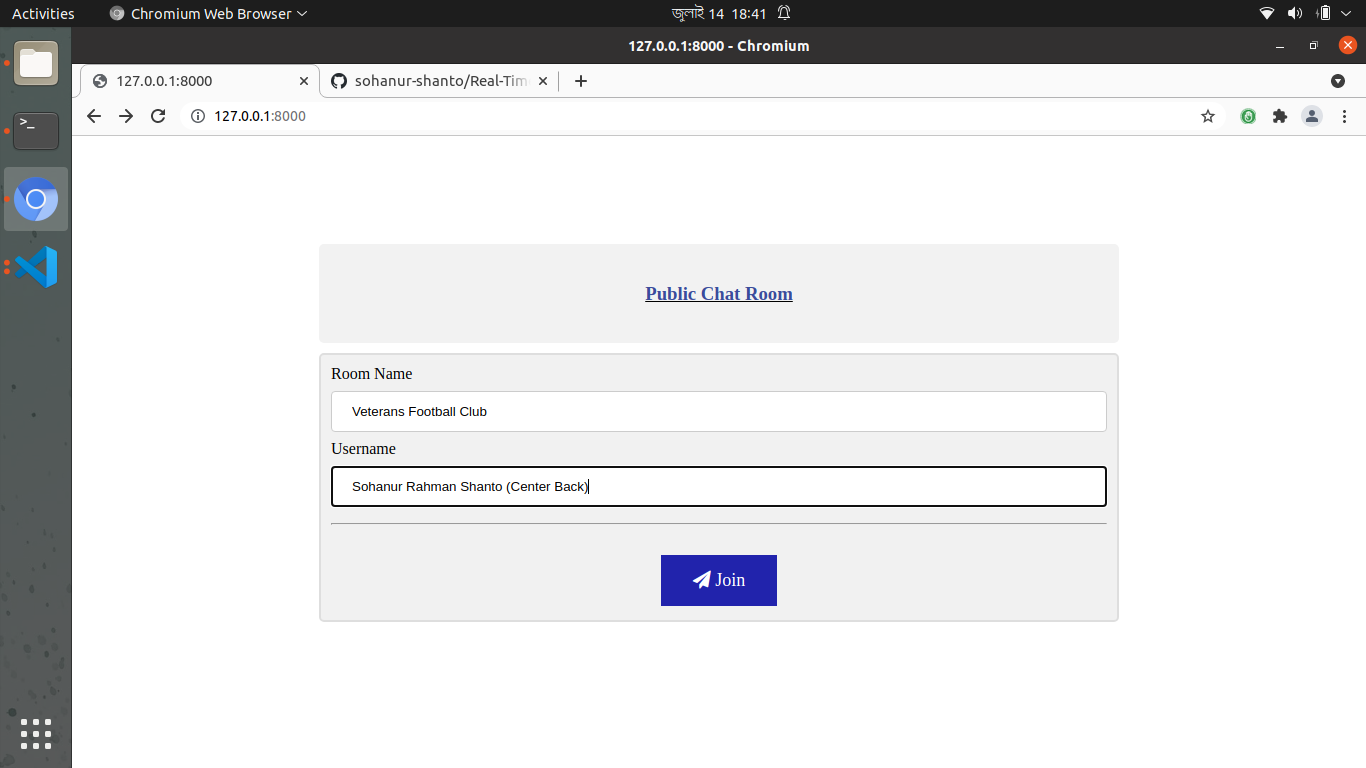 Activities
Chromium Web Browser
জুলাই 14 18:41
127.0.0.1:8000 - Chromium
127.0.0.1:8000
sohanur-shanto/Real-Tim
127.0.0.1:8000
>_
Public Chat Room
Room Name
Veterans Football Club
Username
Sohanur Rahman Shanto (Center Back)
Join